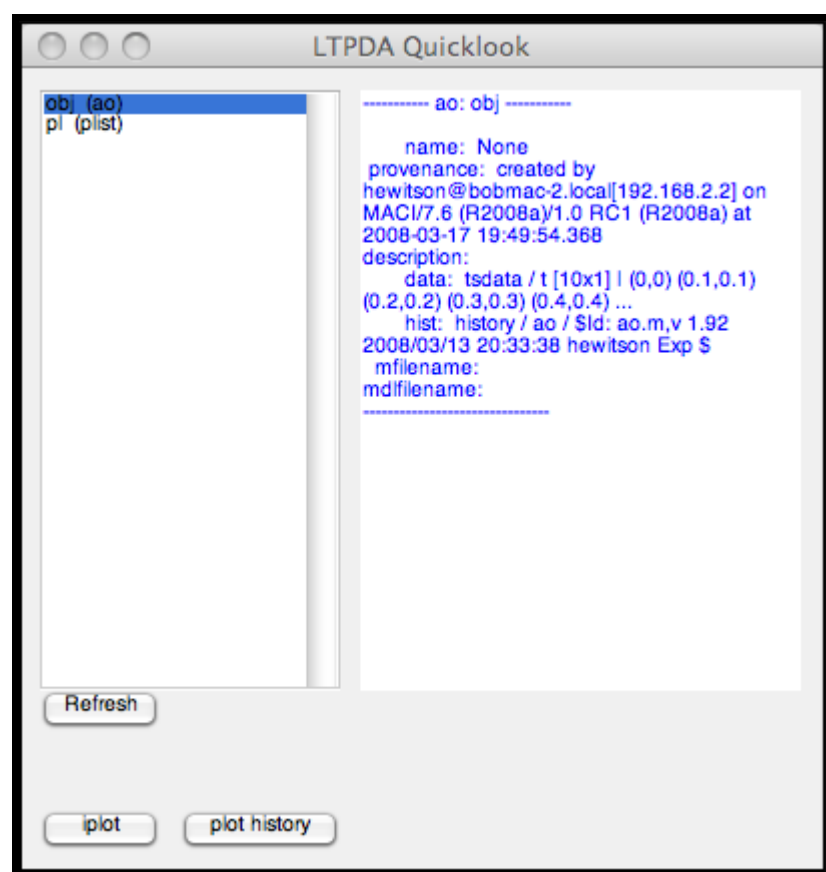 LTPDA Quicklook
obj (ao)
pl (plist)
----------- ao: obj -----------
name: None
provenance: created by
hewitson@bobmac-2.local[192.168.2.2] on
MACI/7.6 (R2008a)/1.0 RC1 (R2008a) at
2008-03-17 19:49:54.368
description:
data: tsdata / t [10x1] | (0,0) (0.1,0.1)
(0.2,0.2) (0.3,0.3) (0.4,0.4) ...
hist: history / ao / $Id: ao.m,v 1.92
2008/03/13 20:33:38 hewitson Exp $
mfilename:
mdlfilename:
-------------------------------
Refresh
iplot
plot history